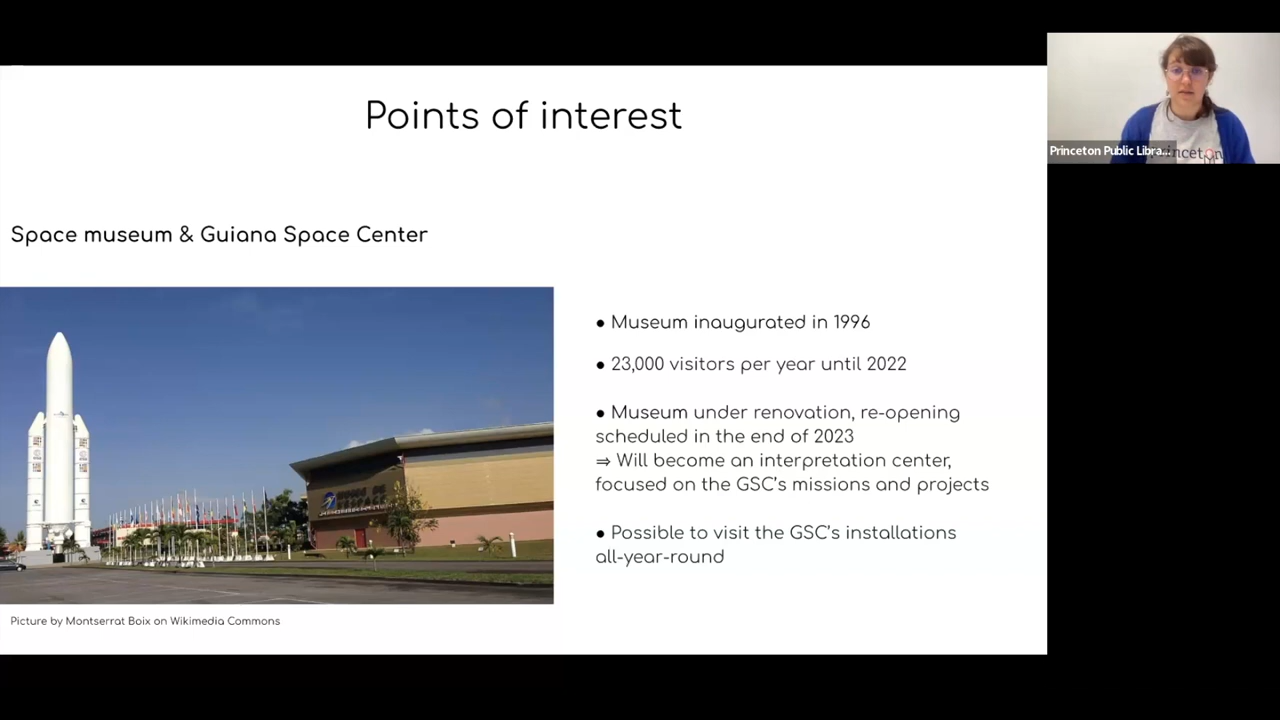 Points of interest
Princeton Public Libra...
Space museum & Guiana Space Center
● Museum inaugurated in 1996
● 23,000 visitors per year until 2022
● Museum under renovation, re-opening
scheduled in the end of 2023
⇒ Will become an interpretation center,
focused on the GSC's missions and projects
● Possible to visit the GSC's installations
all-year-round
Picture by Montserrat Boix on Wikimedia Commons